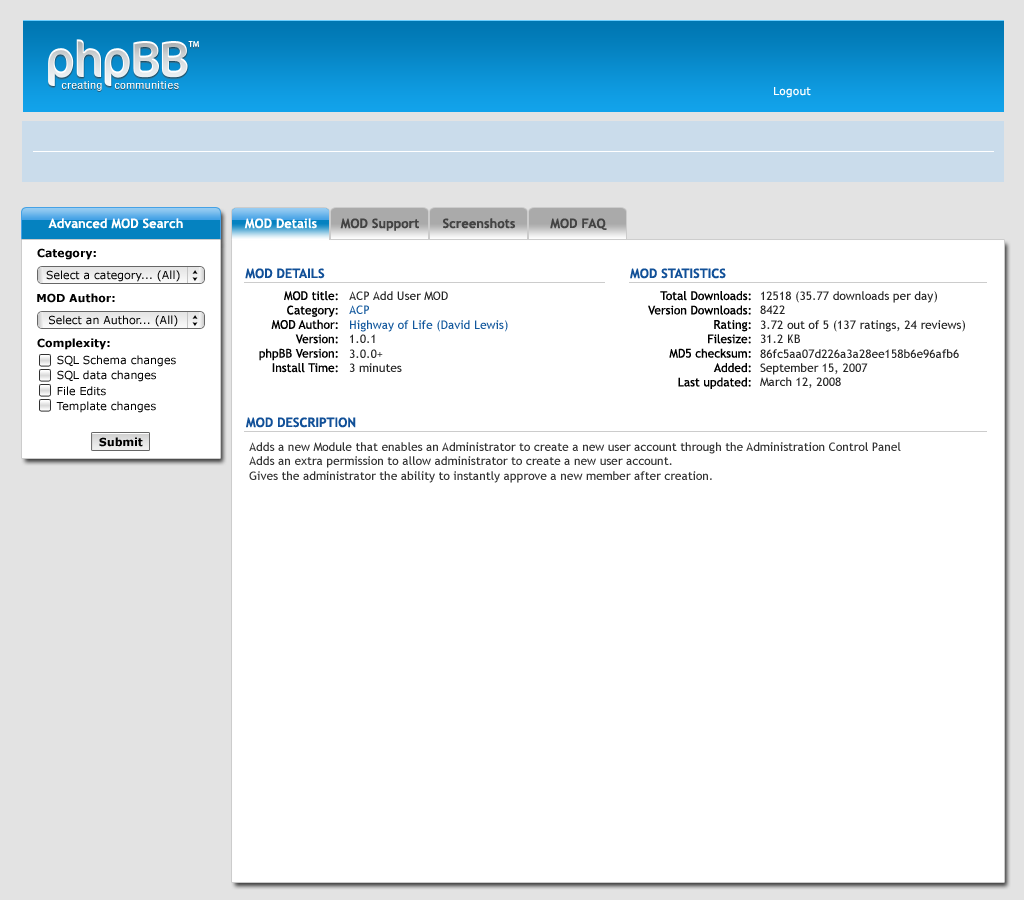 phpBB™
creating communities
Logout
Advanced MOD Search
Category:
Select a category... (All)
MOD Author:
Select an Author... (All)
Complexity:
SQL Schema changes
SQL data changes
File Edits
Template changes
Submit
MOD Details MOD Support Screenshots MOD FAQ
MOD DETAILS
MOD title: ACP Add User MOD
Category: ACP
MOD Author: Highway of Life (David Lewis)
Version: 1.0.1
phpBB Version: 3.0.0+
Install Time: 3 minutes
MOD STATISTICS
Total Downloads: 12518 (35.77 downloads per day)
Version Downloads: 8422
Rating: 3.72 out of 5 (137 ratings, 24 reviews)
Filesize: 31.2 KB
MD5 checksum: 86fc5aa07d226a3a28ee158b6e96afb6
Added: September 15, 2007
Last updated: March 12, 2008
MOD DESCRIPTION
Adds a new Module that enables an Administrator to create a new user account through the Administration Control Panel
Adds an extra permission to allow administrator to create a new user account.
Gives the administrator the ability to instantly approve a new member after creation.